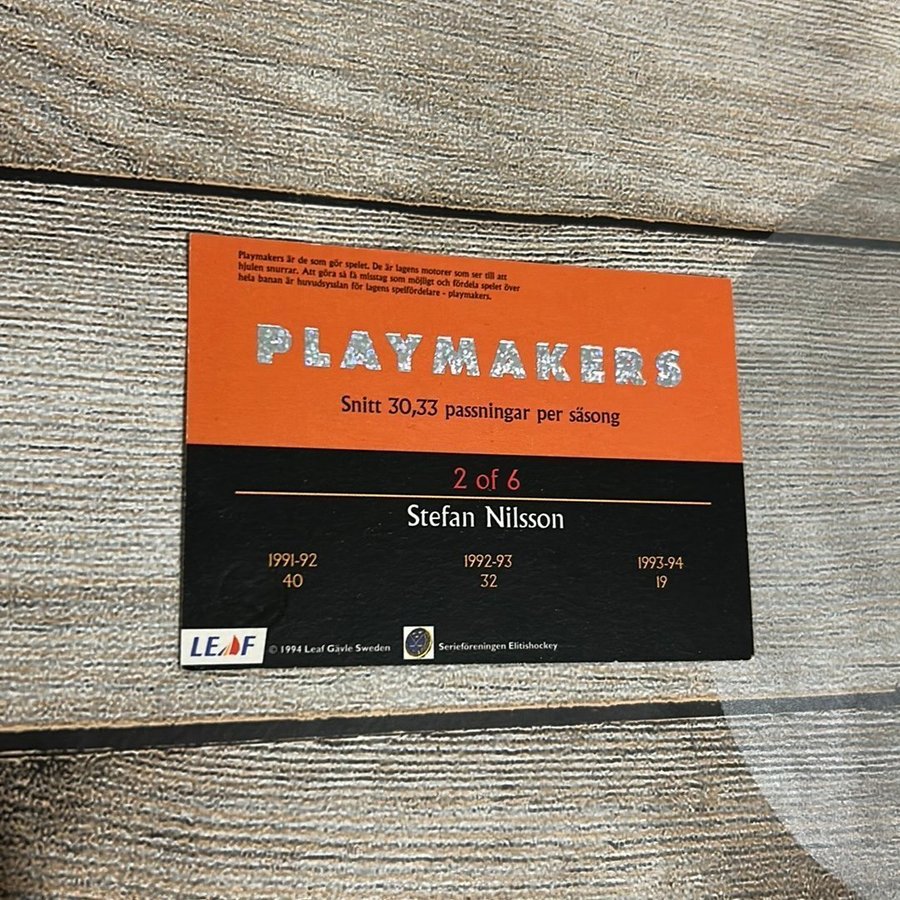 Playmakers är de som gör spelet. De är lagens motorer som ser till att
hjulen snurrar. Att göra så få misstag som möjligt och fördela spelet över
hela banan är huvudsysslan för lagens spelfördelare - playmakers.
PLAYMAKERS
Snitt 30,33 passningar per säsong
2 of 6
Stefan Nilsson
1991-92 1992-93 1993-94
40 32 19
LEAF © 1994 Leaf Gävle Sweden Serieföreningen Elitishockey